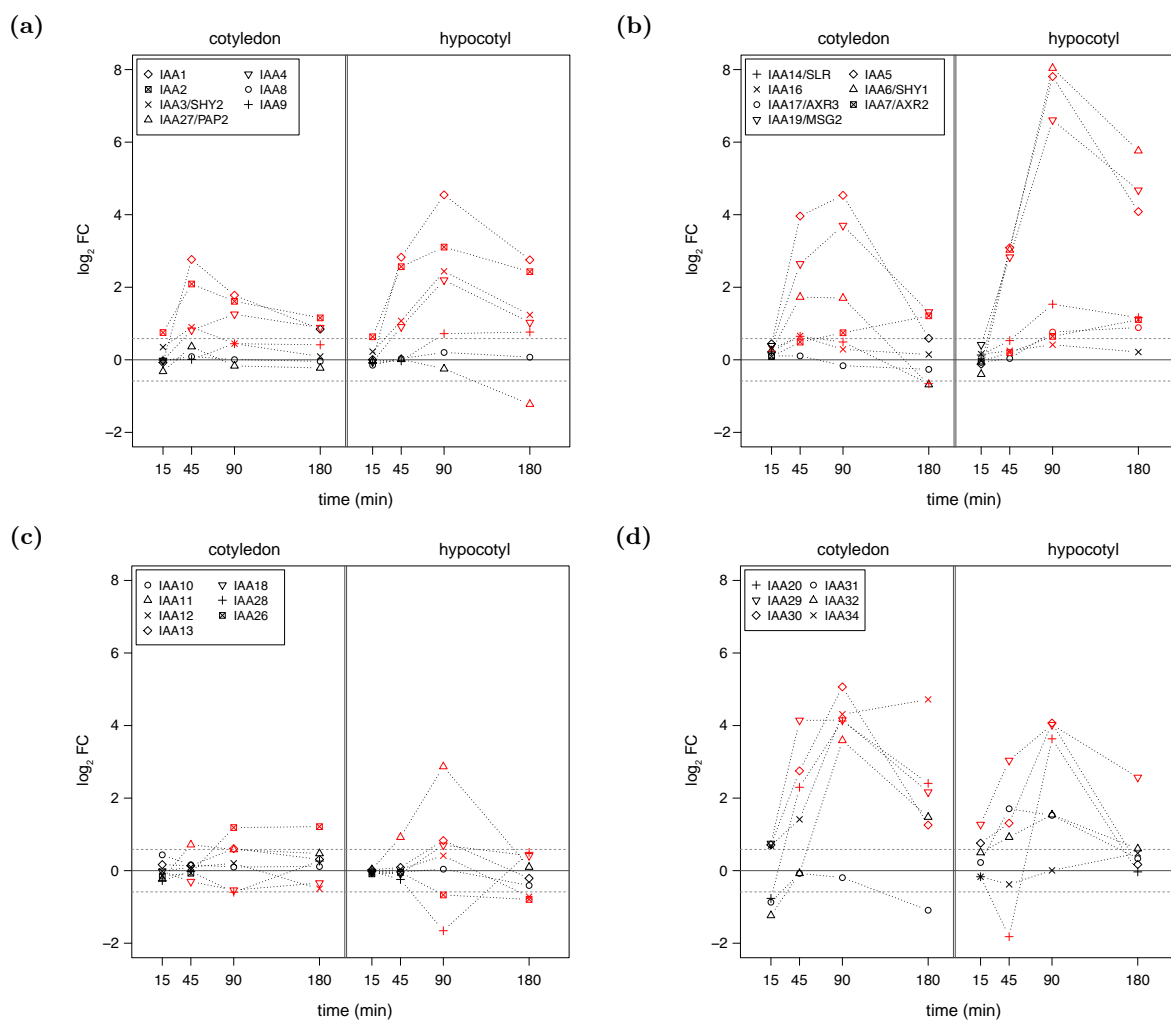 (a)
cotyledon
hypocotyl
IAA1
IAA2
IAA3/SHY2
IAA27/PAP2
IAA4
IAA8
IAA9
8
6
4
2
0
−2
log₂ FC
15 45 90 180 15 45 90 180
time (min)
(b)
cotyledon
hypocotyl
IAA14/SLR
IAA16
IAA17/AXR3
IAA19/MSG2
IAA5
IAA6/SHY1
IAA7/AXR2
8
6
4
2
0
−2
log₂ FC
15 45 90 180 15 45 90 180
time (min)
(c)
cotyledon
hypocotyl
IAA10
IAA11
IAA12
IAA13
IAA18
IAA28
IAA26
8
6
4
2
0
−2
log₂ FC
15 45 90 180 15 45 90 180
time (min)
(d)
cotyledon
hypocotyl
IAA20
IAA29
IAA30
IAA31
IAA32
IAA34
8
6
4
2
0
−2
log₂ FC
15 45 90 180 15 45 90 180
time (min)